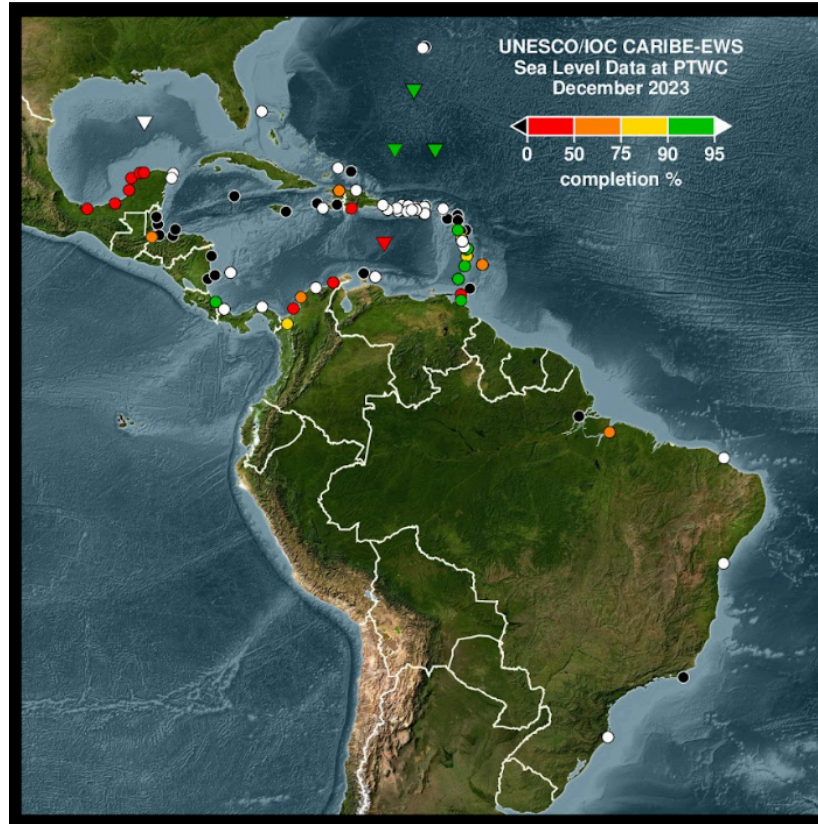 UNESCO/IOC CARIBE-EWS
Sea Level Data at PTWC
December 2023
0 50 75 90 95
completion %